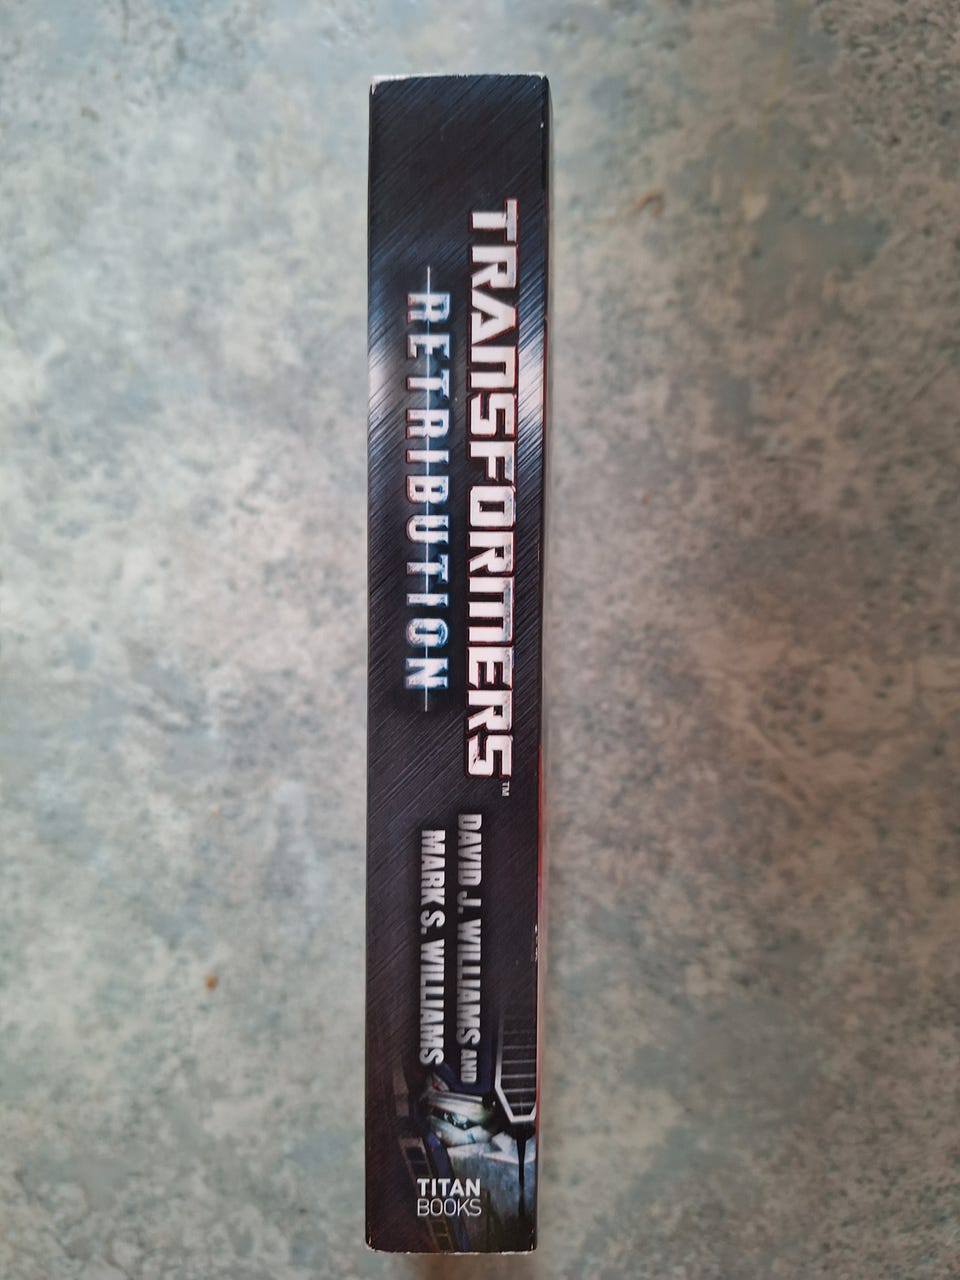 TRANSFORMERS™
RETRIBUTION
DAVID J. WILLIAMS AND
MARK S. WILLIAMS
TITAN
BOOKS